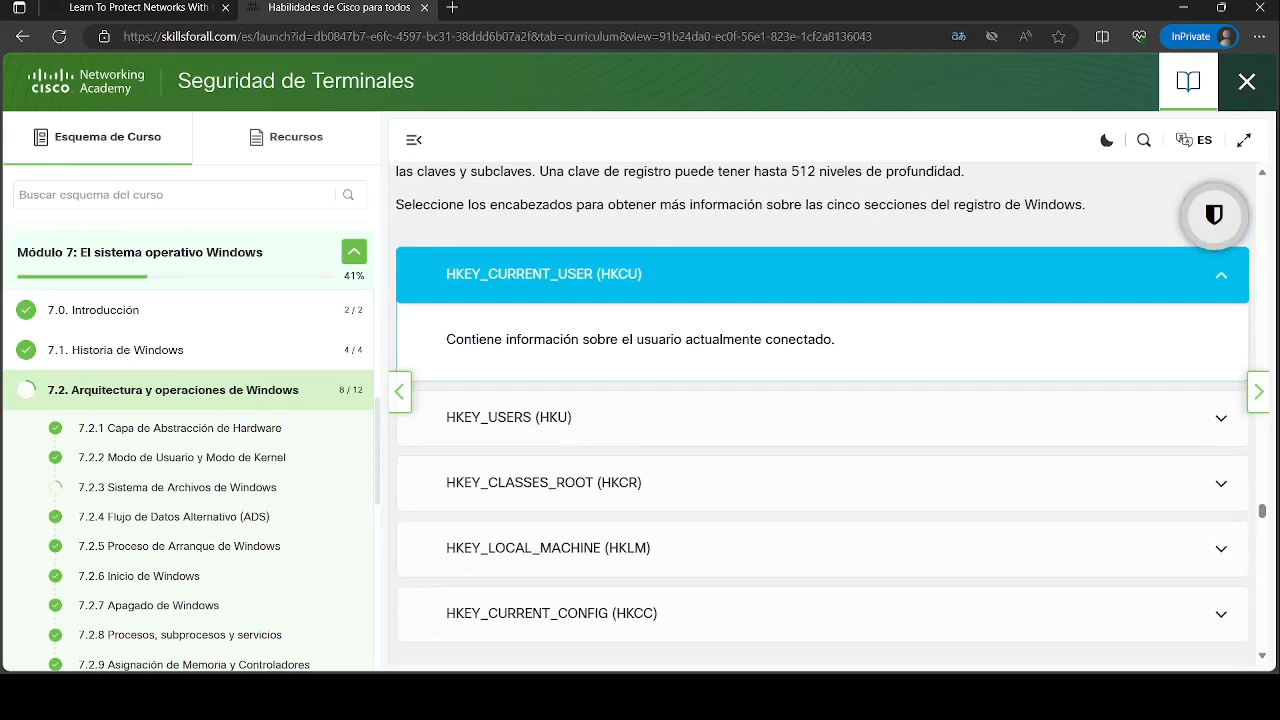 Learn To Protect Networks With
Habilidades de Cisco para todos
https://skillsforall.com/es/launch?id=db0847b7-e6fc-4597-bc31-38ddd6b07a2f&tab=curriculum&view=91b24da0-ec0f-56e1-823e-1cf2a8136043
InPrivate
Networking
CISCO Academy
Seguridad de Terminales
Esquema de Curso
Recursos
ES
Buscar esquema del curso
Módulo 7: El sistema operativo Windows
41%
7.0. Introducción 2 / 2
7.1. Historia de Windows 4 / 4
7.2. Arquitectura y operaciones de Windows 8 / 12
7.2.1 Capa de Abstracción de Hardware
7.2.2 Modo de Usuario y Modo de Kernel
7.2.3 Sistema de Archivos de Windows
7.2.4 Flujo de Datos Alternativo (ADS)
7.2.5 Proceso de Arranque de Windows
7.2.6 Inicio de Windows
7.2.7 Apagado de Windows
7.2.8 Procesos, subprocesos y servicios
7.2.9 Asignación de Memoria y Controladores
las claves y subclaves. Una clave de registro puede tener hasta 512 niveles de profundidad.
Seleccione los encabezados para obtener más información sobre las cinco secciones del registro de Windows.
HKEY_CURRENT_USER (HKCU)
Contiene información sobre el usuario actualmente conectado.
HKEY_USERS (HKU)
HKEY_CLASSES_ROOT (HKCR)
HKEY_LOCAL_MACHINE (HKLM)
HKEY_CURRENT_CONFIG (HKCC)